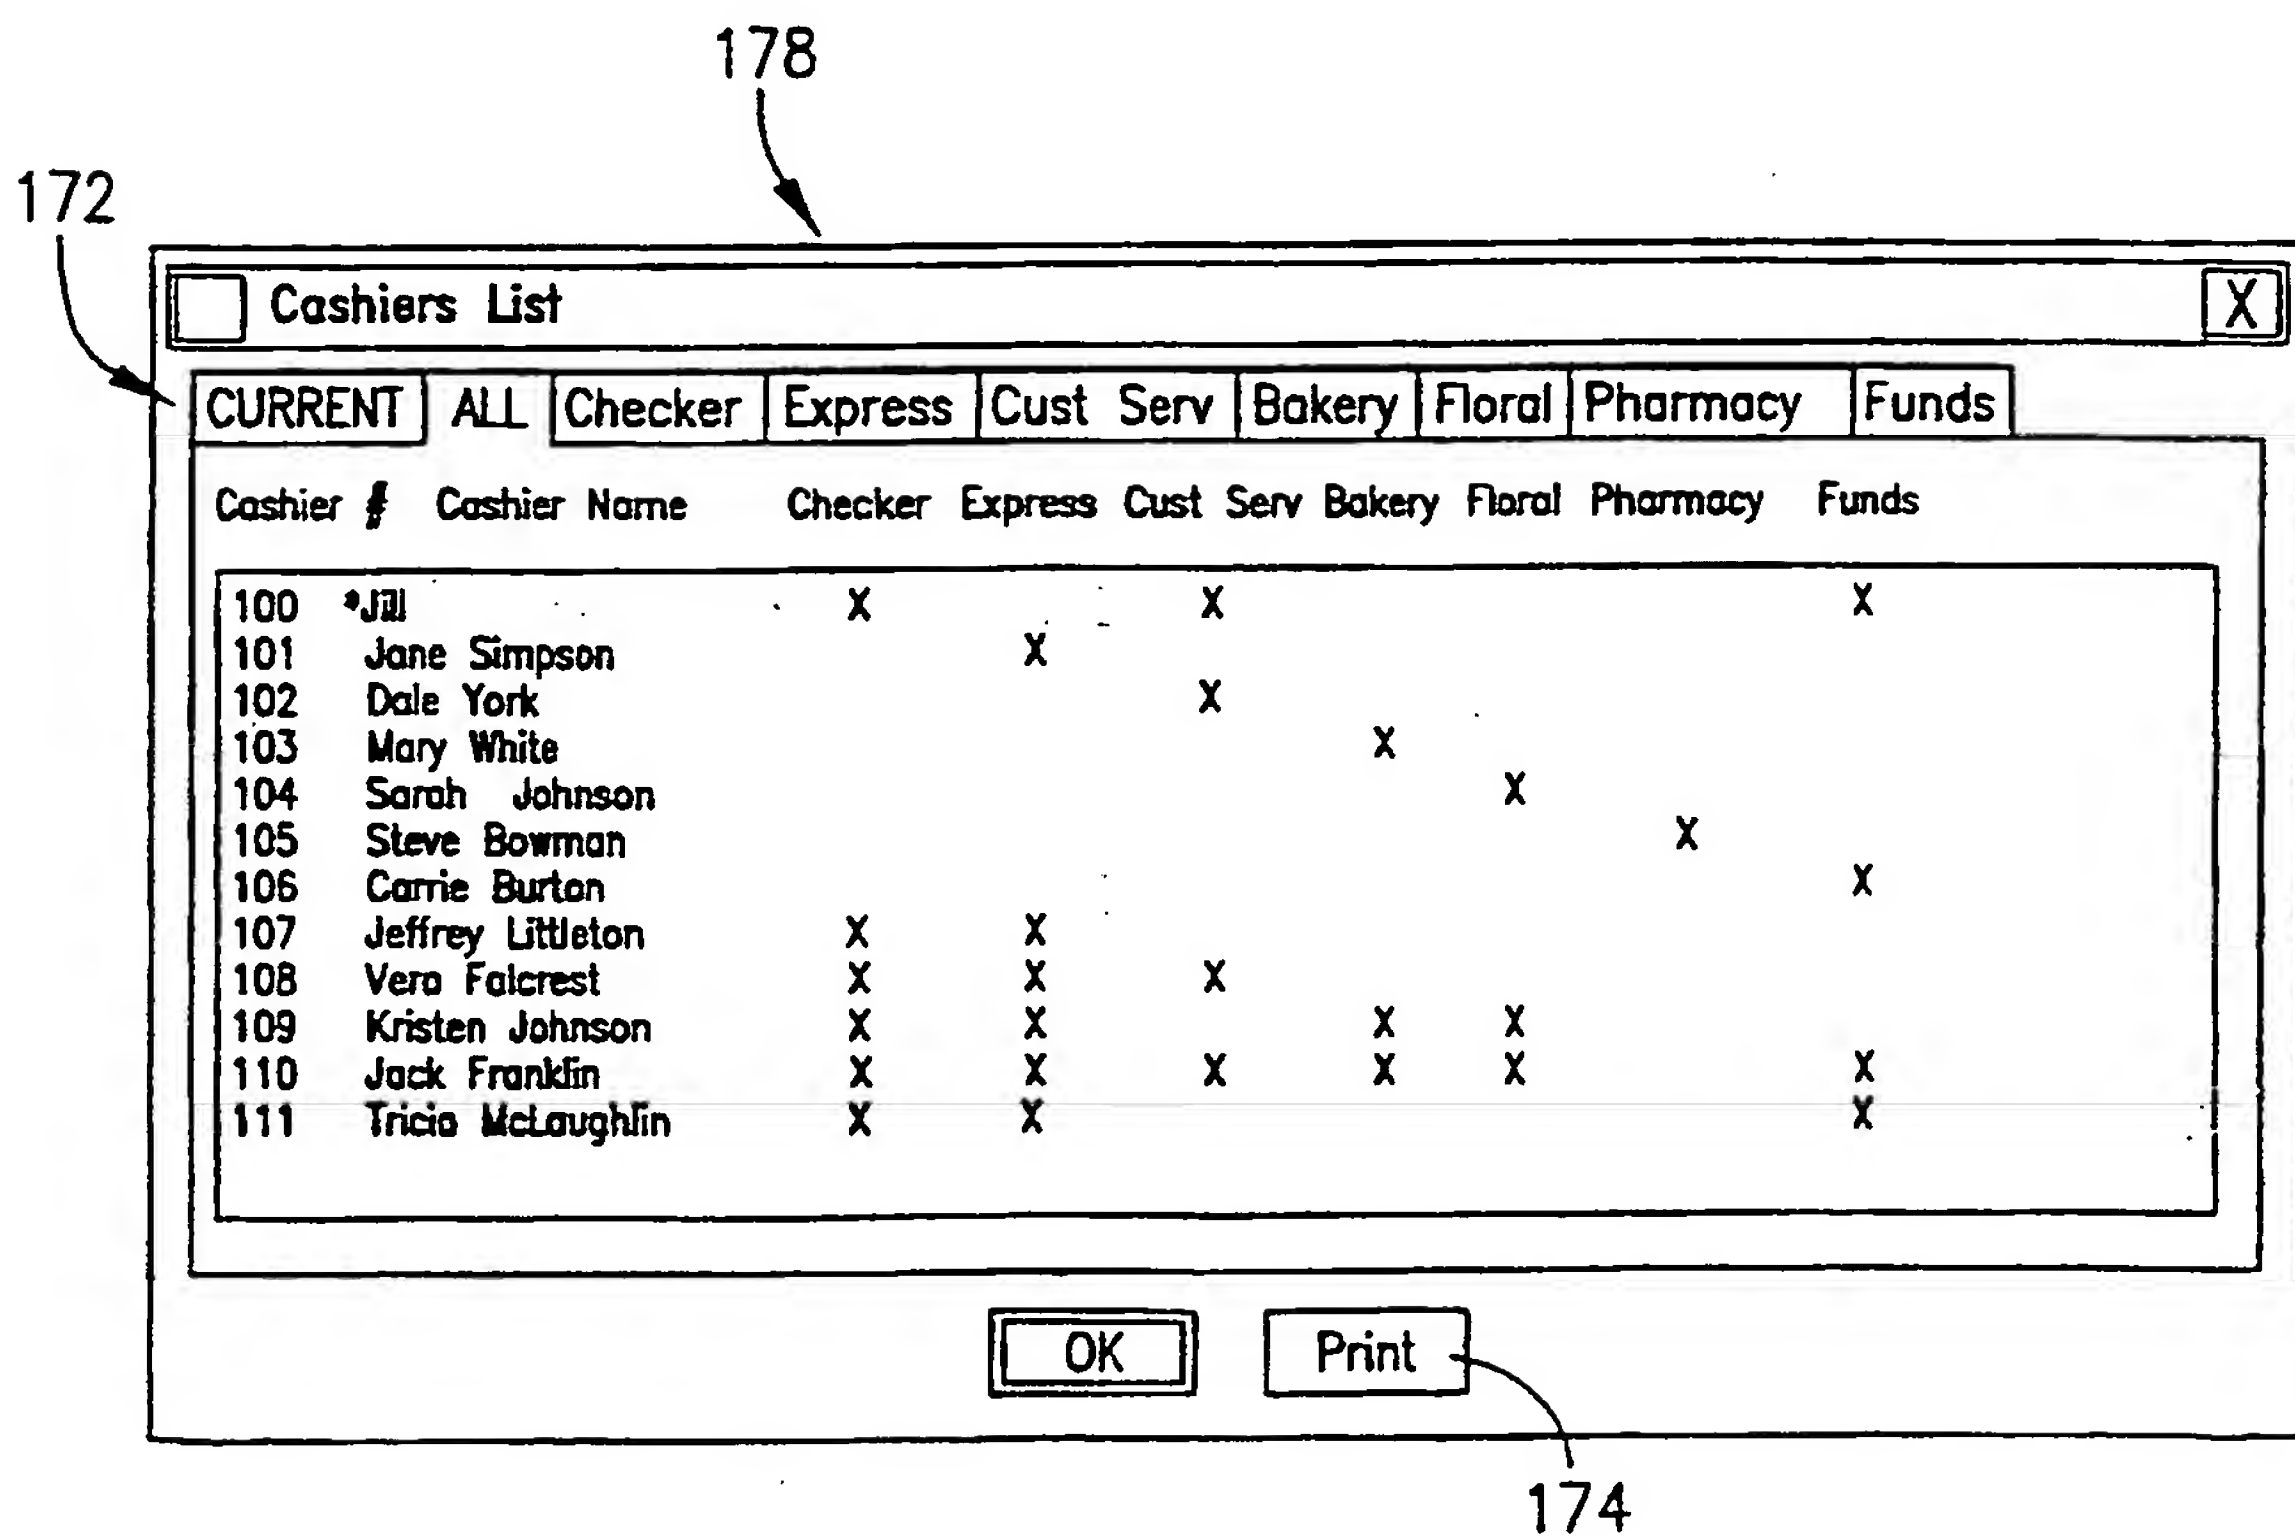 178
172
Cashiers List X
CURRENT ALL Checker Express Cust Serv Bakery Floral Pharmacy Funds
Cashier # Cashier Name Checker Express Cust Serv Bakery Floral Pharmacy Funds
100 *Jill X X X
101 Jane Simpson X
102 Dale York X
103 Mary White X
104 Sarah Johnson X
105 Steve Bowman X
106 Carrie Burton X
107 Jeffrey Littleton X X
108 Vera Falcrest X X X
109 Kristen Johnson X X X X
110 Jack Franklin X X X X X X
111 Tricia McLaughlin X X X
OK Print
174